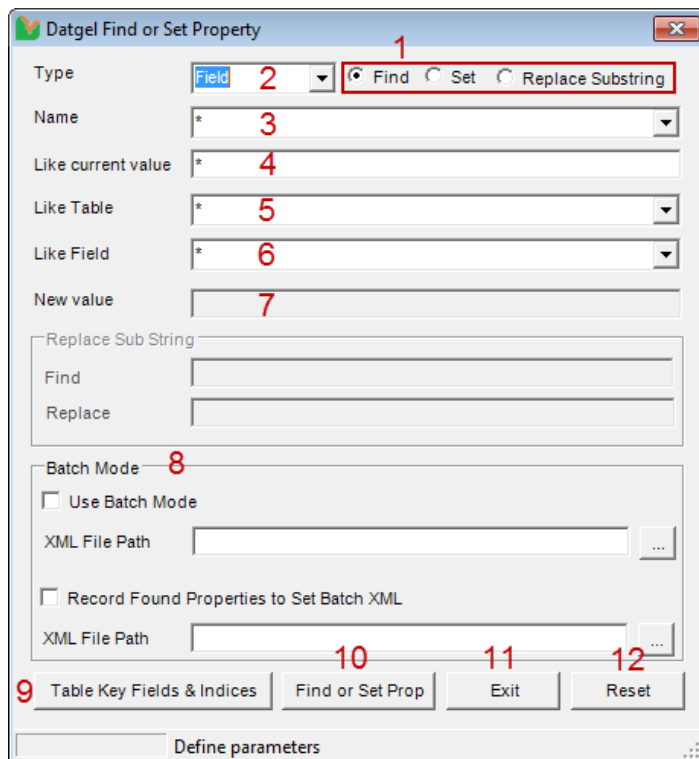 Datgel Find or Set Property
1
Type Field 2 Find Set Replace Substring
Name * 3
Like current value * 4
Like Table * 5
Like Field * 6
New value 7
Replace Sub String
Find
Replace
Batch Mode 8
Use Batch Mode
XML File Path ...
Record Found Properties to Set Batch XML
XML File Path ...
10 11 12
9 Table Key Fields & Indices Find or Set Prop Exit Reset
Define parameters